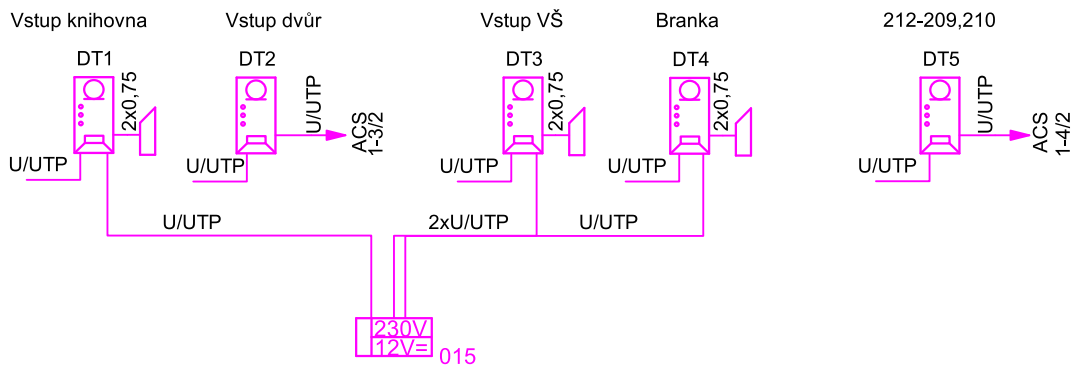 Vstup knihovna
Vstup dvůr
Vstup VŠ
Branka
212-209,210
DT1
DT2
DT3
DT4
DT5
2x0,75
U/UTP
ACS
1-3/2
2x0,75
2x0,75
U/UTP
ACS
1-4/2
U/UTP
U/UTP
U/UTP
U/UTP
U/UTP
U/UTP
2xU/UTP
U/UTP
230V
12V=
015